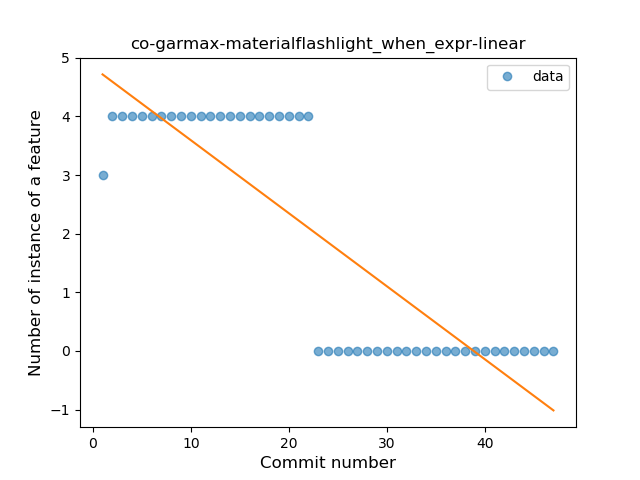 co-garmax-materialflashlight_when_expr-linear
data
Number of instance of a feature
5
4
3
2
1
0
−1
0 10 20 30 40
Commit number